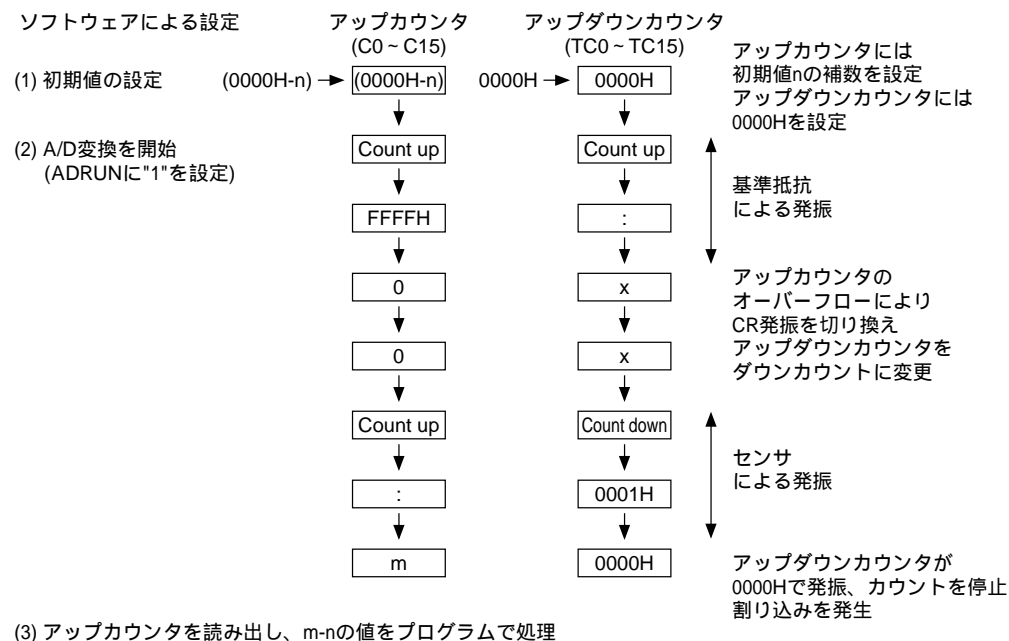 ソフトウェアによる設定
アップカウンタ
(C0～C15)
アップダウンカウンタ
(TC0～TC15)
(1) 初期値の設定
(0000H-n)
(0000H-n)
0000H
0000H
アップカウンタには
初期値nの補数を設定
アップダウンカウンタには
0000Hを設定
(2) A/D変換を開始
(ADRUNに"1"を設定)
Count up
Count up
基準抵抗
による発振
FFFFH
:
0
x
アップカウンタの
オーバーフローにより
CR発振を切り換え
アップダウンカウンタを
ダウンカウントに変更
0
x
Count up
Count down
センサ
による発振
:
0001H
m
0000H
アップダウンカウンタが
0000Hで発振、カウントを停止
割り込みを発生
(3) アップカウンタを読み出し、m-nの値をプログラムで処理